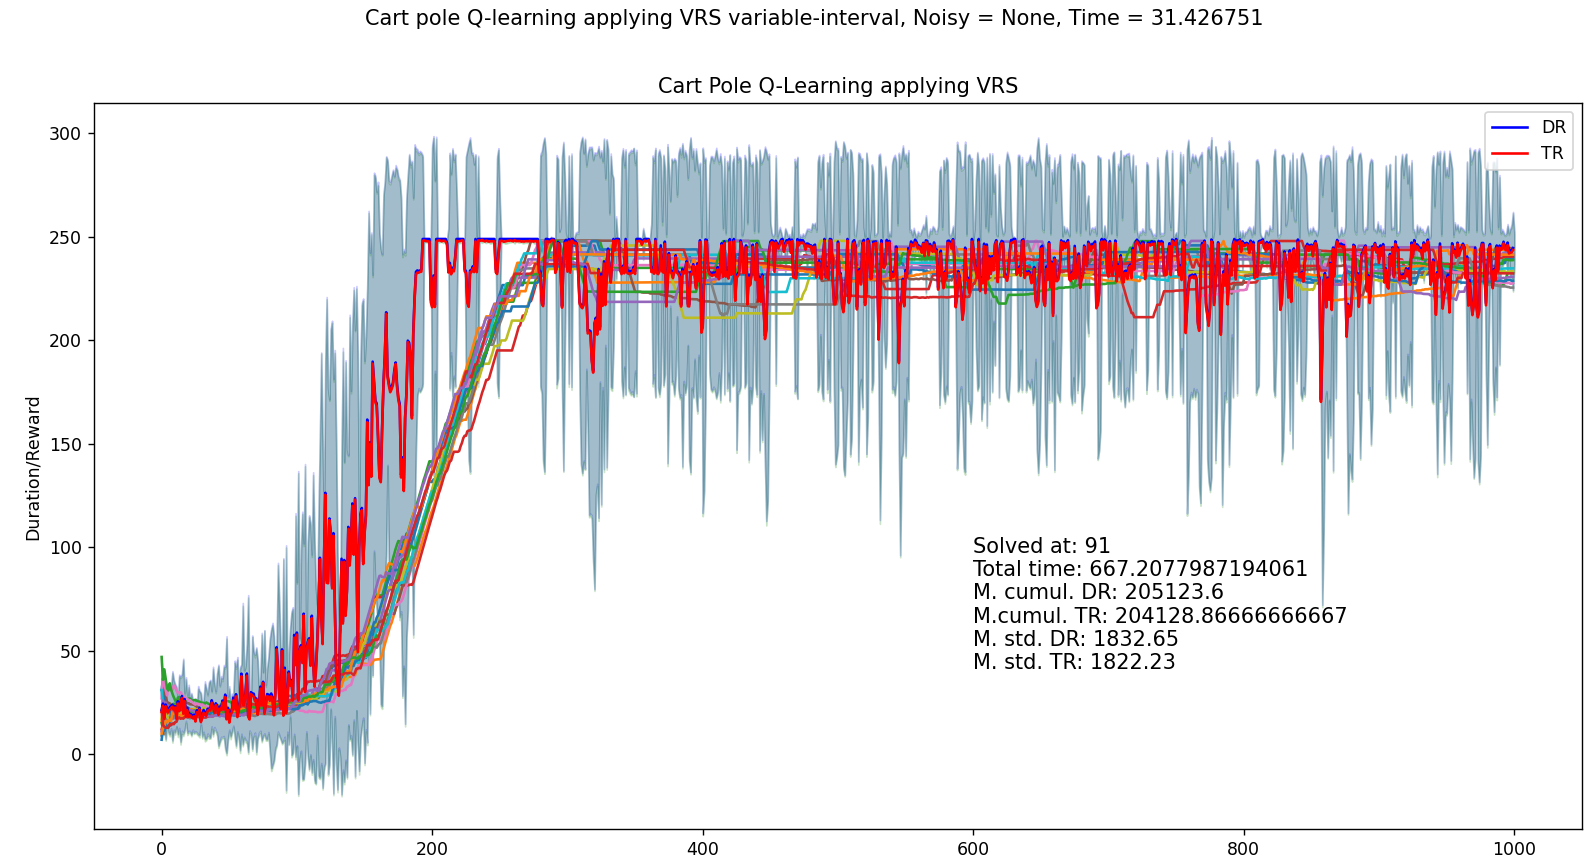 Cart pole Q-learning applying VRS variable-interval, Noisy = None, Time = 31.426751
Cart Pole Q-Learning applying VRS
DR
TR
300
250
200
150
100
50
0
Duration/Reward
Solved at: 91
Total time: 667.2077987194061
M. cumul. DR: 205123.6
M.cumul. TR: 204128.86666666667
M. std. DR: 1832.65
M. std. TR: 1822.23
0 200 400 600 800 1000